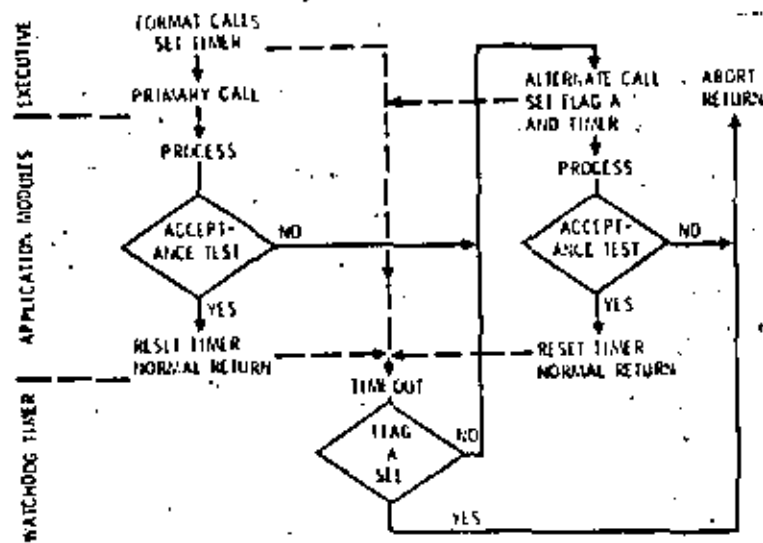 EXECUTIVE
FORMAT CALLS
SET TIMER
PRIMARY CALL
ALTERNATE CALL
SET FLAG A
AND TIMER
ABORT
RETURN
APPLICATION MODULES
PROCESS
ACCEPT-
ANCE TEST
NO
YES
RESET TIMER
NORMAL RETURN
PROCESS
ACCEPT-
ANCE TEST
NO
YES
RESET TIMER
NORMAL RETURN
WATCHDOG TIMER
TIME OUT
FLAG
A
SET
NO
YES